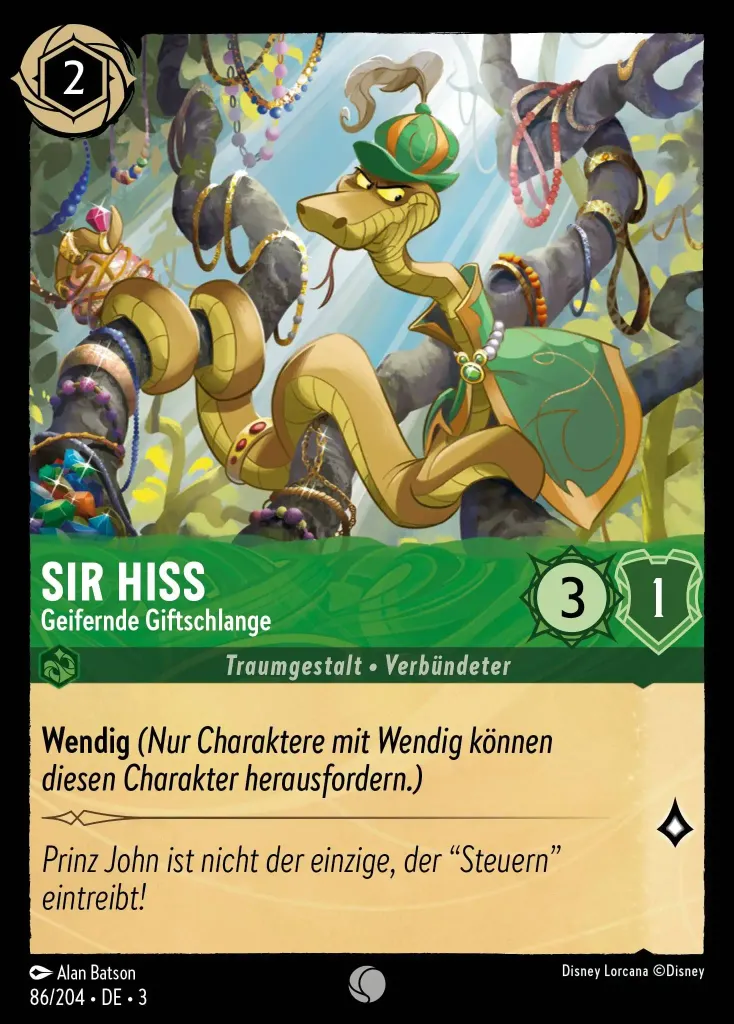 2
SIR HISS
Geifernde Giftschlange
3
1
Traumgestalt • Verbündeter
Wendig (Nur Charaktere mit Wendig können
diesen Charakter herausfordern.)
Prinz John ist nicht der einzige, der “Steuern”
eintreibt!
Alan Batson
Disney Lorcana ©Disney
86/204 • DE • 3